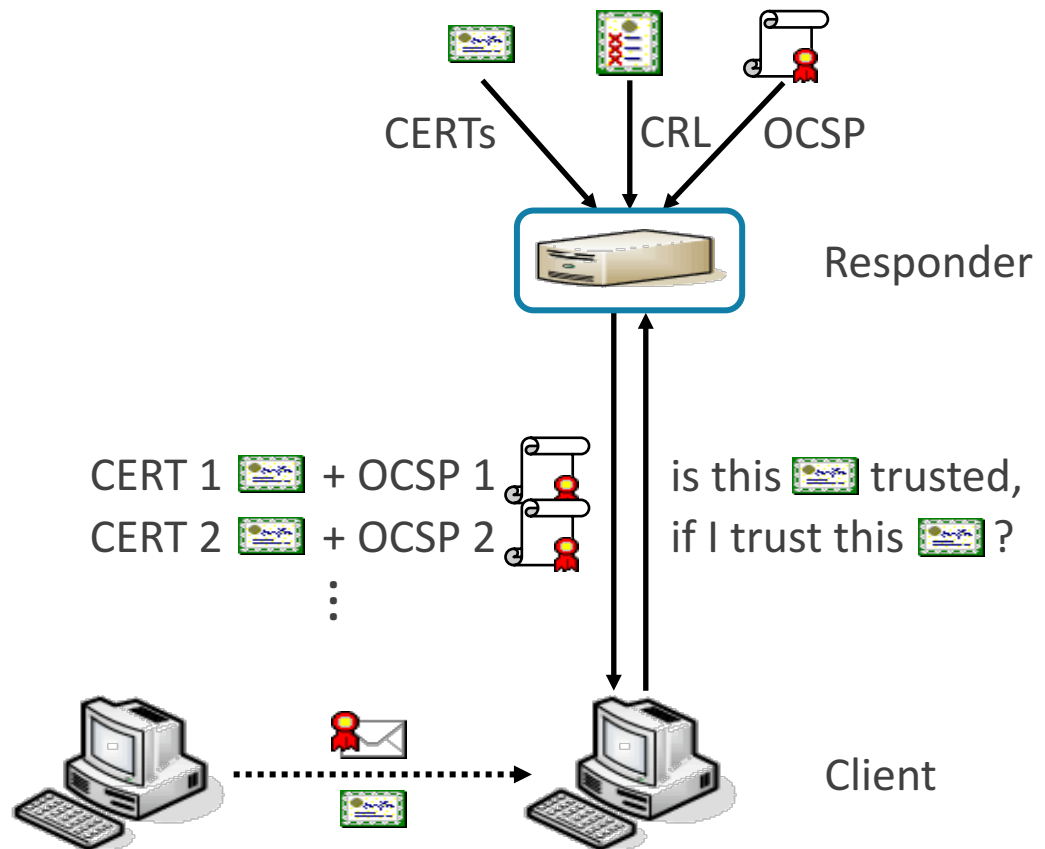 CERTs
CRL
OCSP
Responder
CERT 1 + OCSP 1
is this trusted,
CERT 2 + OCSP 2
if I trust this ?
⋮
Client